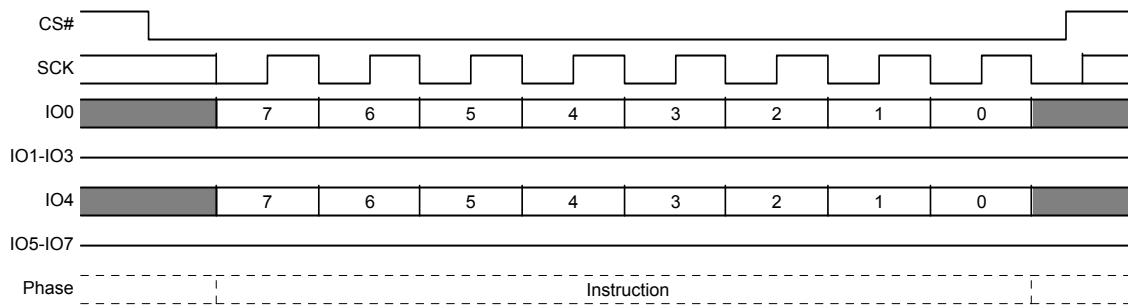 CS#
SCK
IO0 7 6 5 4 3 2 1 0
IO1-IO3
IO4 7 6 5 4 3 2 1 0
IO5-IO7
Phase Instruction